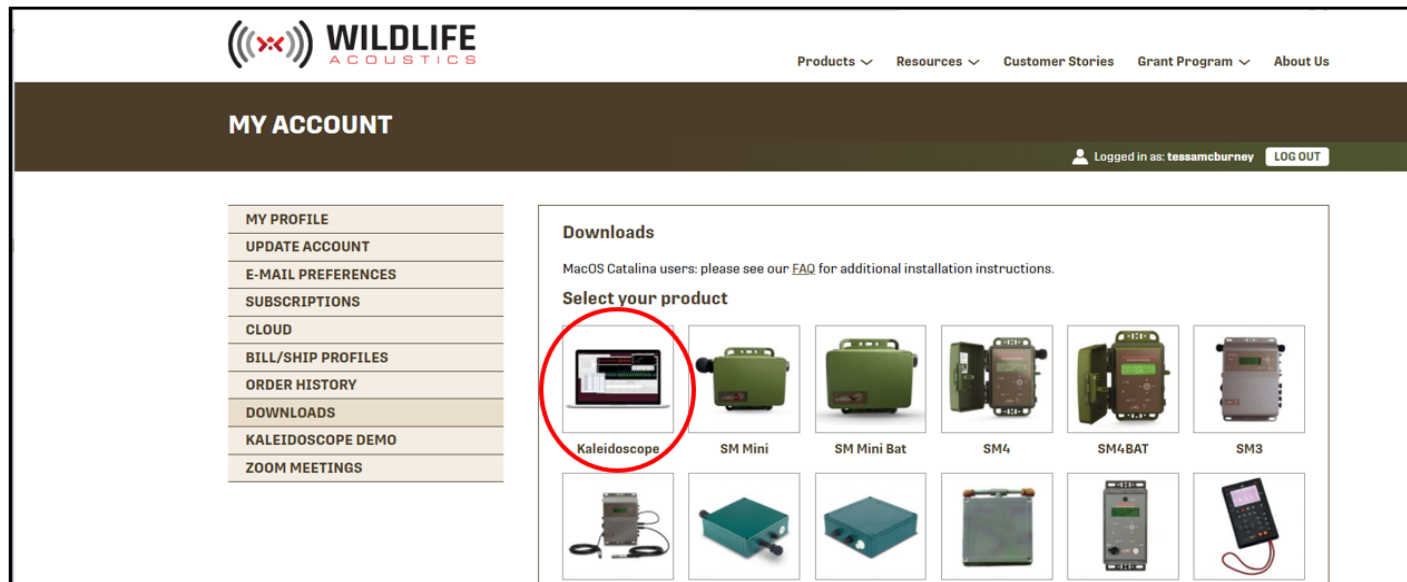 WILDLIFE
ACOUSTICS
Products Resources Customer Stories Grant Program About Us
MY ACCOUNT
Logged in as: tessamcburney LOG OUT
MY PROFILE
UPDATE ACCOUNT
E-MAIL PREFERENCES
SUBSCRIPTIONS
CLOUD
BILL/SHIP PROFILES
ORDER HISTORY
DOWNLOADS
KALEIDOSCOPE DEMO
ZOOM MEETINGS
Downloads
MacOS Catalina users: please see our FAQ for additional installation instructions.
Select your product
Kaleidoscope SM Mini SM Mini Bat SM4 SM4BAT SM3